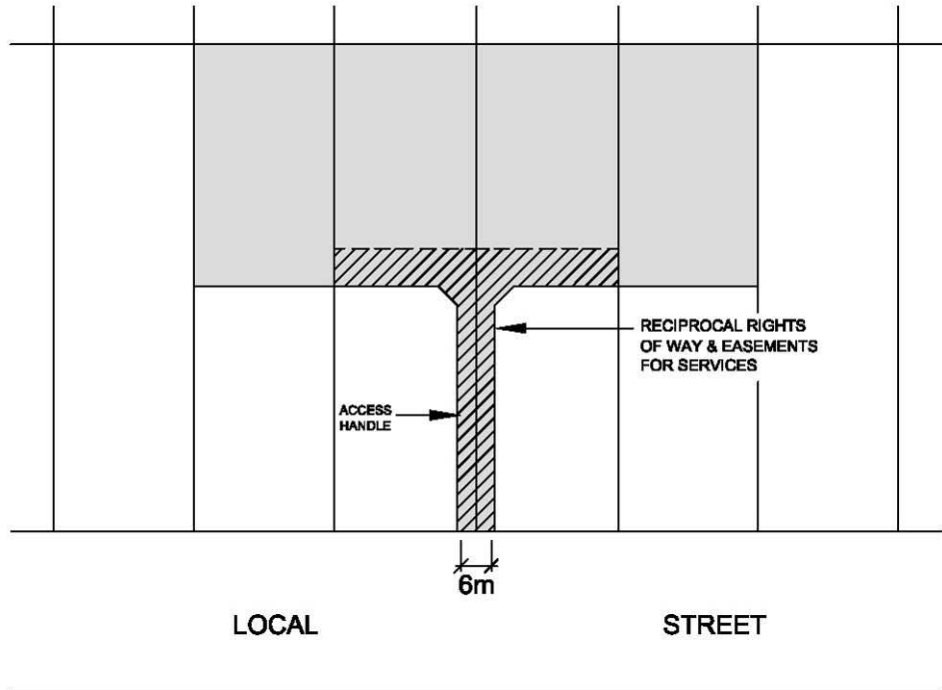 RECIPROCAL RIGHTS
OF WAY & EASEMENTS
FOR SERVICES
ACCESS
HANDLE
6m
LOCAL STREET